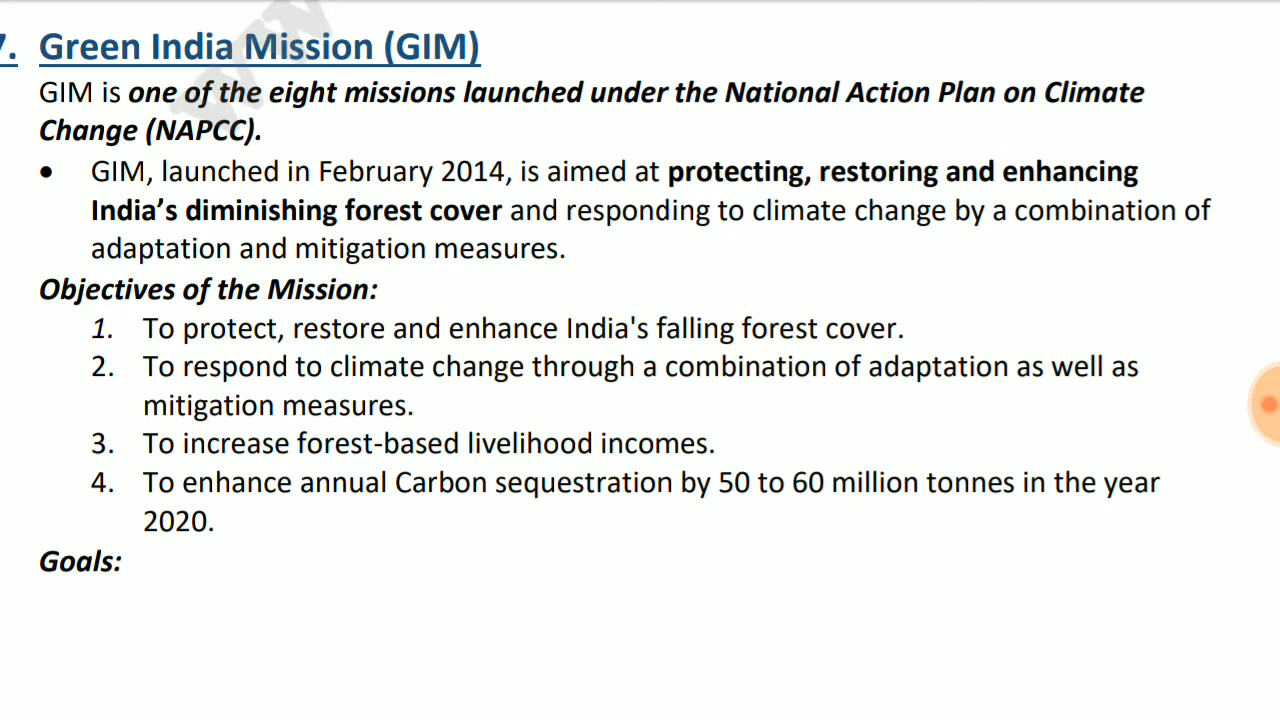 7. Green India Mission (GIM)
GIM is one of the eight missions launched under the National Action Plan on Climate
Change (NAPCC).
• GIM, launched in February 2014, is aimed at protecting, restoring and enhancing
India’s diminishing forest cover and responding to climate change by a combination of
adaptation and mitigation measures.
Objectives of the Mission:
1. To protect, restore and enhance India's falling forest cover.
2. To respond to climate change through a combination of adaptation as well as
mitigation measures.
3. To increase forest-based livelihood incomes.
4. To enhance annual Carbon sequestration by 50 to 60 million tonnes in the year
2020.
Goals: